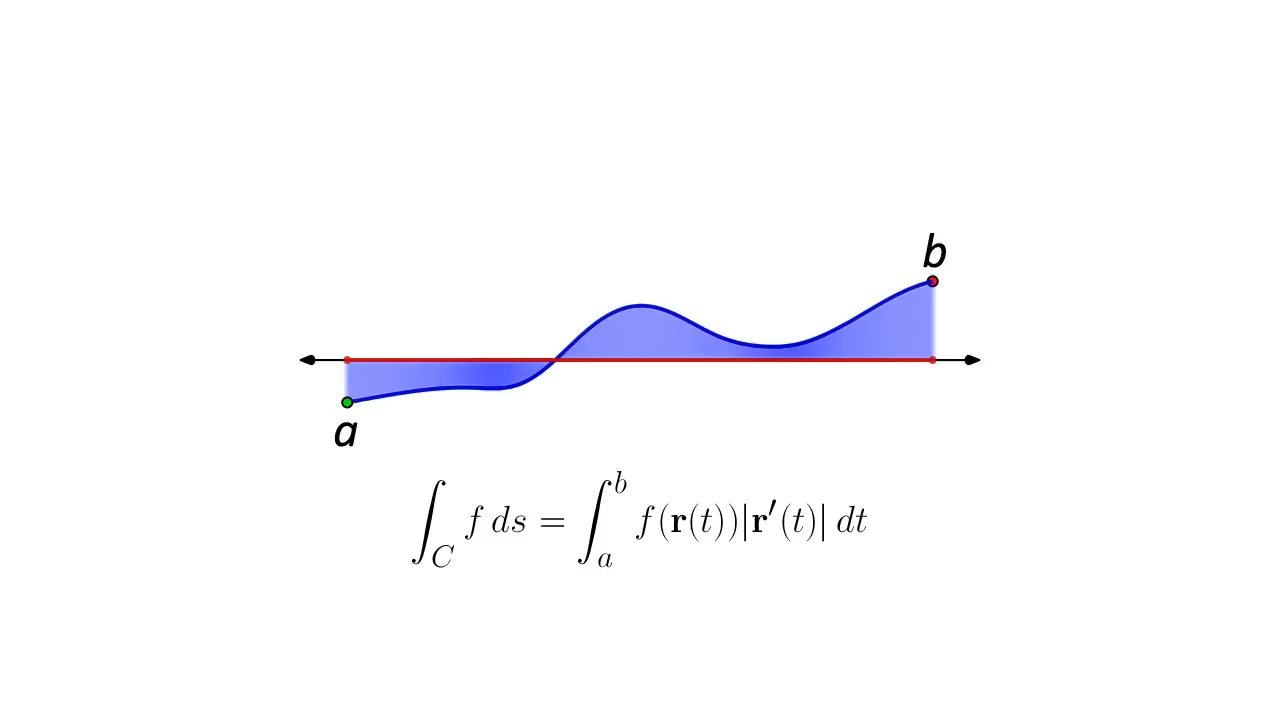 b
a
∫_C f ds = ∫_a^b f(r(t))|r′(t)| dt